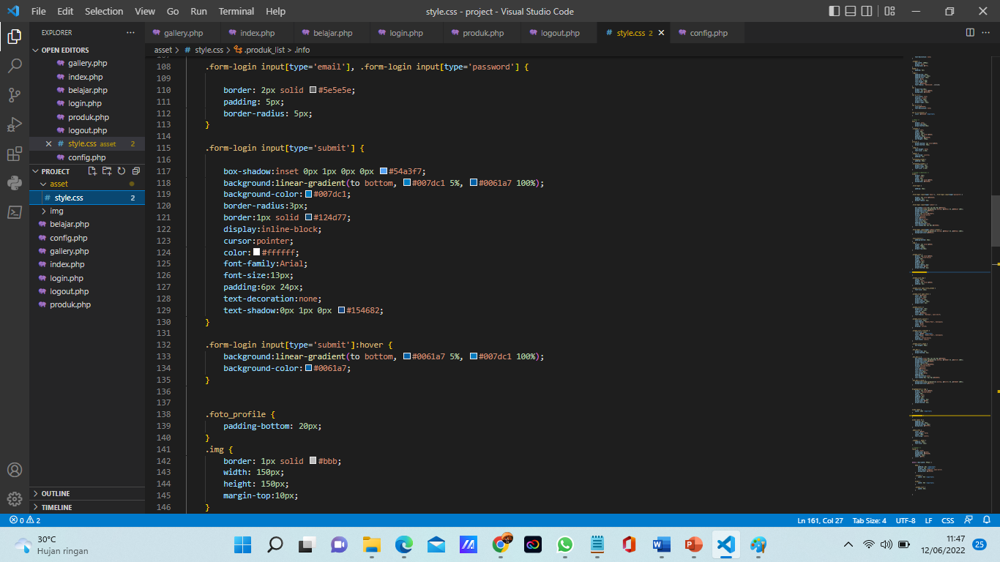 File Edit Selection View Go Run Terminal Help
style.css - project - Visual Studio Code
EXPLORER
gallery.php index.php belajar.php login.php produk.php logout.php style.css 2 config.php
OPEN EDITORS
asset > style.css > .produk_list > .info
gallery.php
index.php
belajar.php
login.php
produk.php
logout.php
style.css asset 2
config.php
PROJECT
asset
style.css 2
img
belajar.php
config.php
gallery.php
index.php
login.php
logout.php
produk.php
OUTLINE
TIMELINE
107
108 .form-login input[type='email'], .form-login input[type='password'] {
109
110 border: 2px solid #5e5e5e;
111 padding: 5px;
112 border-radius: 5px;
113 }
114
115 .form-login input[type='submit'] {
116
117 box-shadow:inset 0px 1px 0px 0px #54a3f7;
118 background:linear-gradient(to bottom, #007dc1 5%, #0061a7 100%);
119 background-color:#007dc1;
120 border-radius:3px;
121 border:1px solid #124d77;
122 display:inline-block;
123 cursor:pointer;
124 color:#ffffff;
125 font-family:Arial;
126 font-size:13px;
127 padding:6px 24px;
128 text-decoration:none;
129 text-shadow:0px 1px 0px #154682;
130 }
131
132 .form-login input[type='submit']:hover {
133 background:linear-gradient(to bottom, #0061a7 5%, #007dc1 100%);
134 background-color:#0061a7;
135 }
136
137
138 .foto_profile {
139 padding-bottom: 20px;
140 }
141 .img {
142 border: 1px solid #bbb;
143 width: 150px;
144 height: 150px;
145 margin-top:10px;
146 }
0 2
Ln 161, Col 27 Tab Size: 4 UTF-8 LF CSS
30°C
Hujan ringan
11:47
12/06/2022
25